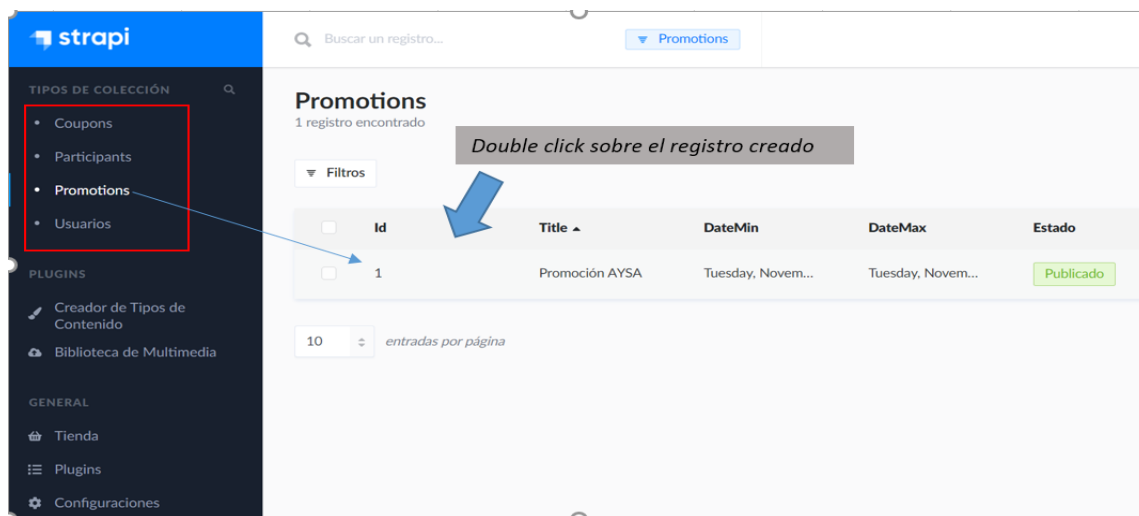 strapi
Buscar un registro...
Promotions
TIPOS DE COLECCIÓN
Coupons
Participants
Promotions
Usuarios
PLUGINS
Creador de Tipos de
Contenido
Biblioteca de Multimedia
GENERAL
Tienda
Plugins
Configuraciones
Promotions
1 registro encontrado
Double click sobre el registro creado
Filtros
Id Title DateMin DateMax Estado
1 Promoción AYSA Tuesday, Novem... Tuesday, Novem... Publicado
10 entradas por página